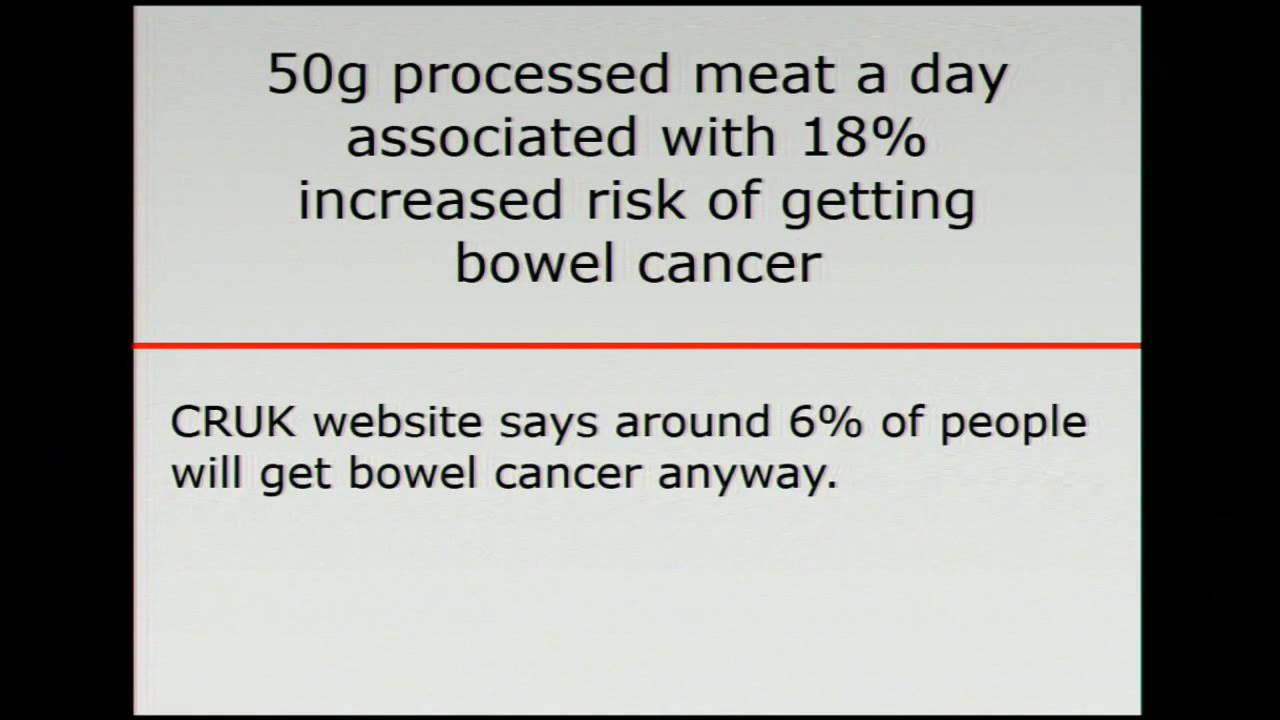 50g processed meat a day
associated with 18%
increased risk of getting
bowel cancer
CRUK website says around 6% of people
will get bowel cancer anyway.